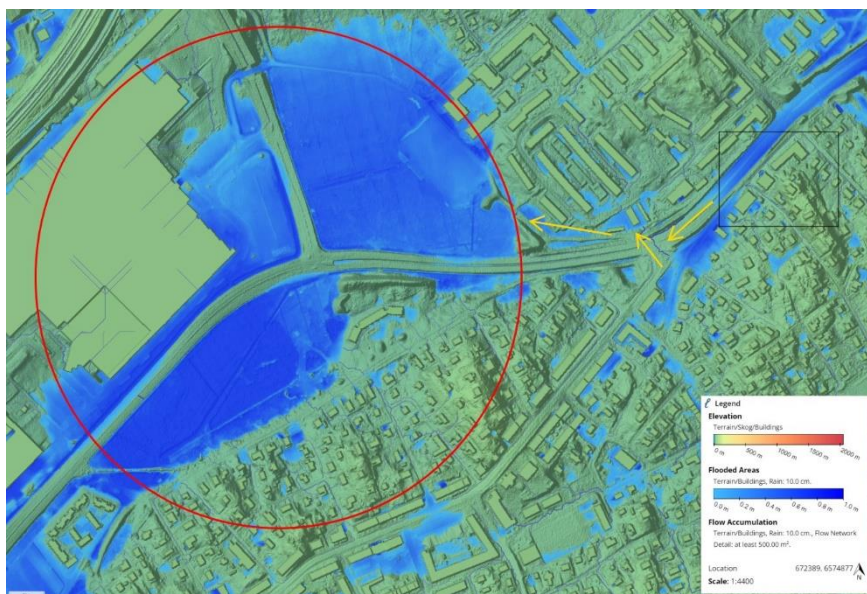 Legend
Elevation
Terrain/Skog/Buildings
0 m 500 m 1000 m 1500 m 2000 m
Flooded Areas
Terrain/Buildings, Rain: 10.0 cm.
0.0 m 0.2 m 0.4 m 0.6 m 0.8 m 1.0 m
Flow Accumulation
Terrain/Buildings, Rain: 10.0 cm., Flow Network
Detail: at least 500.00 m².
Location 672389, 6574877
Scale: 1:4400
N